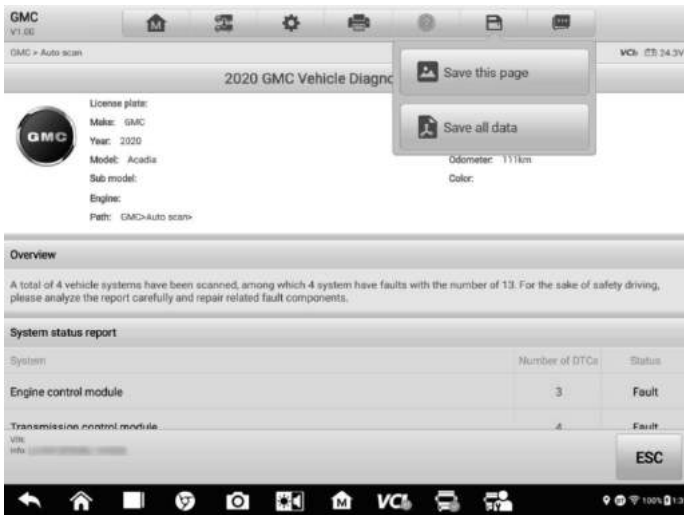 GMC
V1.00
GMC > Auto scan
VCI 24.3V
2020 GMC Vehicle Diagno
Save this page
Save all data
GMC
License plate:
Make: GMC
Year: 2020
Model: Acadia
Odometer: 111km
Sub model:
Color:
Engine:
Path: GMC>Auto scan>
Overview
A total of 4 vehicle systems have been scanned, among which 4 system have faults with the number of 13. For the sake of safety driving,
please analyze the report carefully and repair related fault components.
System status report
System Number of DTCs Status
Engine control module 3 Fault
Transmission control module 4 Fault
VIN:
Info:
ESC
VCI 100%